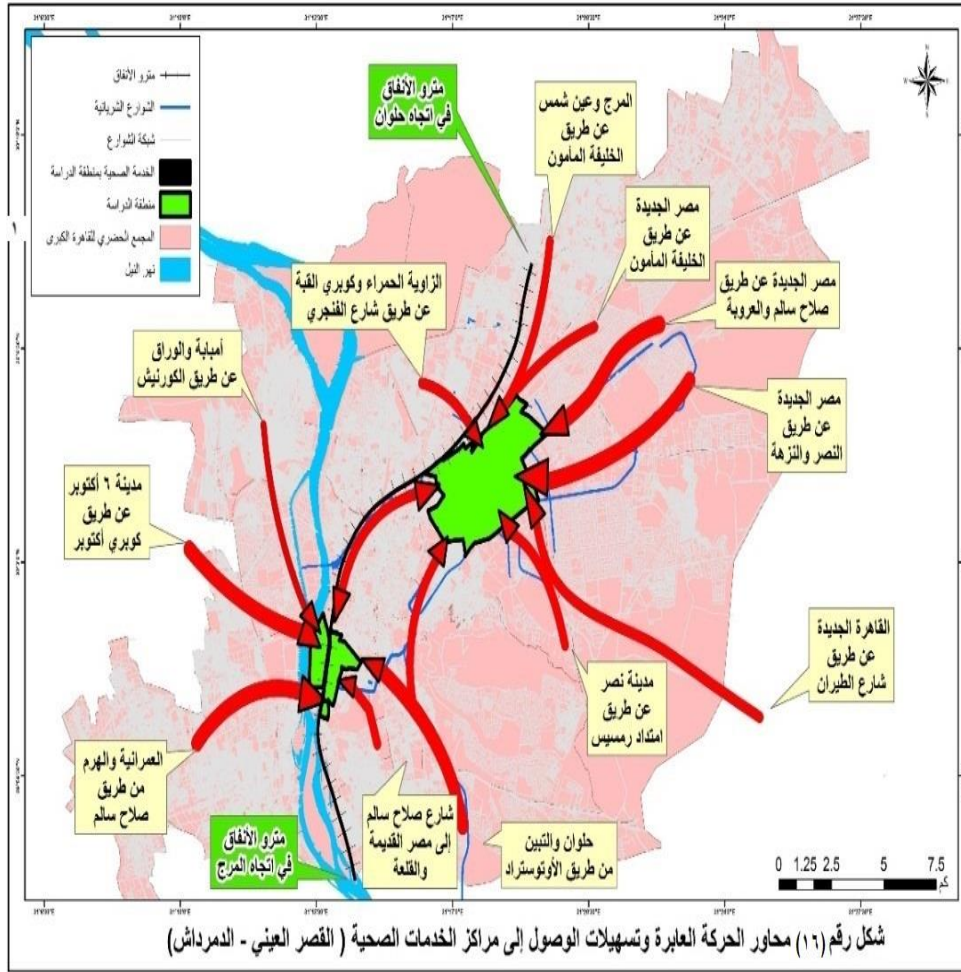 مترو الأنفاق
الشوارع الشريانية
شبكة الشوارع
الخدمة الصحية بمنطقة الدراسة
منطقة الدراسة
المجمع الحضري للقاهرة الكبرى
نهر النيل
مترو الأنفاق
في اتجاه حلوان
المرج وعين شمس
عن طريق
الخليفة المأمون
مصر الجديدة
عن طريق
الخليفة المأمون
مصر الجديدة عن طريق
صلاح سالم والعروبة
الزاوية الحمراء وكوبري القبة
عن طريق شارع الفنجري
أمبابة والوراق
عن طريق الكورنيش
مصر الجديدة
عن طريق
النصر والنزهة
مدينة ٦ أكتوبر
عن طريق
كوبري أكتوبر
القاهرة الجديدة
عن طريق
شارع الطيران
مدينة نصر
عن طريق
امتداد رمسيس
العمرانية والهرم
من طريق
صلاح سالم
شارع صلاح سالم
إلى مصر القديمة
والقلعة
حلوان والتبين
من طريق الأوتوستراد
مترو الأنفاق
في اتجاه المرج
0 1.25 2.5 5 7.5
كم
شكل رقم (١٦) محاور الحركة العابرة وتسهيلات الوصول إلى مراكز الخدمات الصحية ( القصر العيني - الدمرداش)